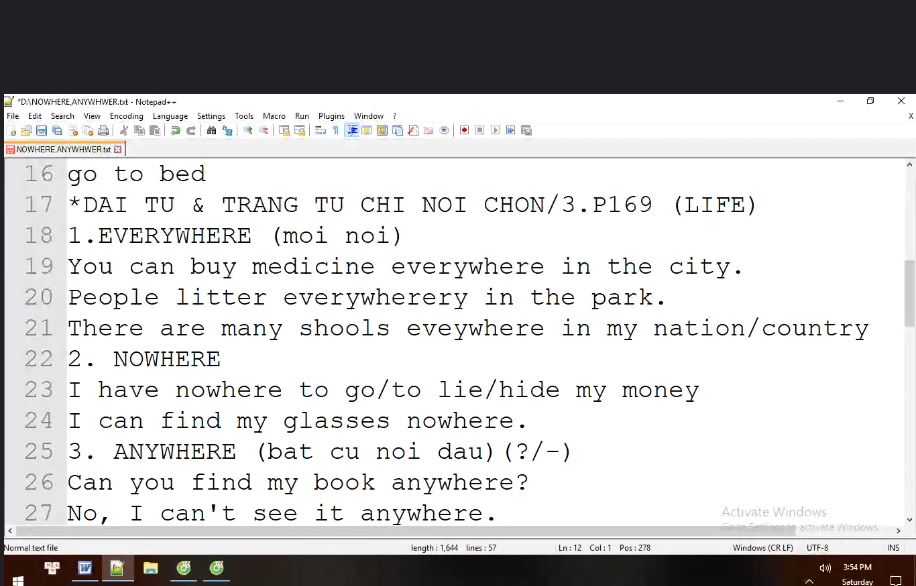 *D:\NOWHERE,ANYWHWER.txt - Notepad++
File Edit Search View Encoding Language Settings Tools Macro Run Plugins Window ? X
NOWHERE,ANYWHWER.txt
16 go to bed
17 *DAI TU & TRANG TU CHI NOI CHON/3.P169 (LIFE)
18 1.EVERYWHERE (moi noi)
19 You can buy medicine everywhere in the city.
20 People litter everywherery in the park.
21 There are many shools eveywhere in my nation/country
22 2. NOWHERE
23 I have nowhere to go/to lie/hide my money
24 I can find my glasses nowhere.
25 3. ANYWHERE (bat cu noi dau)(?/-)
26 Can you find my book anywhere?
27 No, I can't see it anywhere.
Activate Windows
Go to Settings to activate Windows.
Normal text file length : 1,644 lines : 57 Ln : 12 Col : 1 Pos : 278 Windows (CR LF) UTF-8 INS
3:54 PM
Saturday